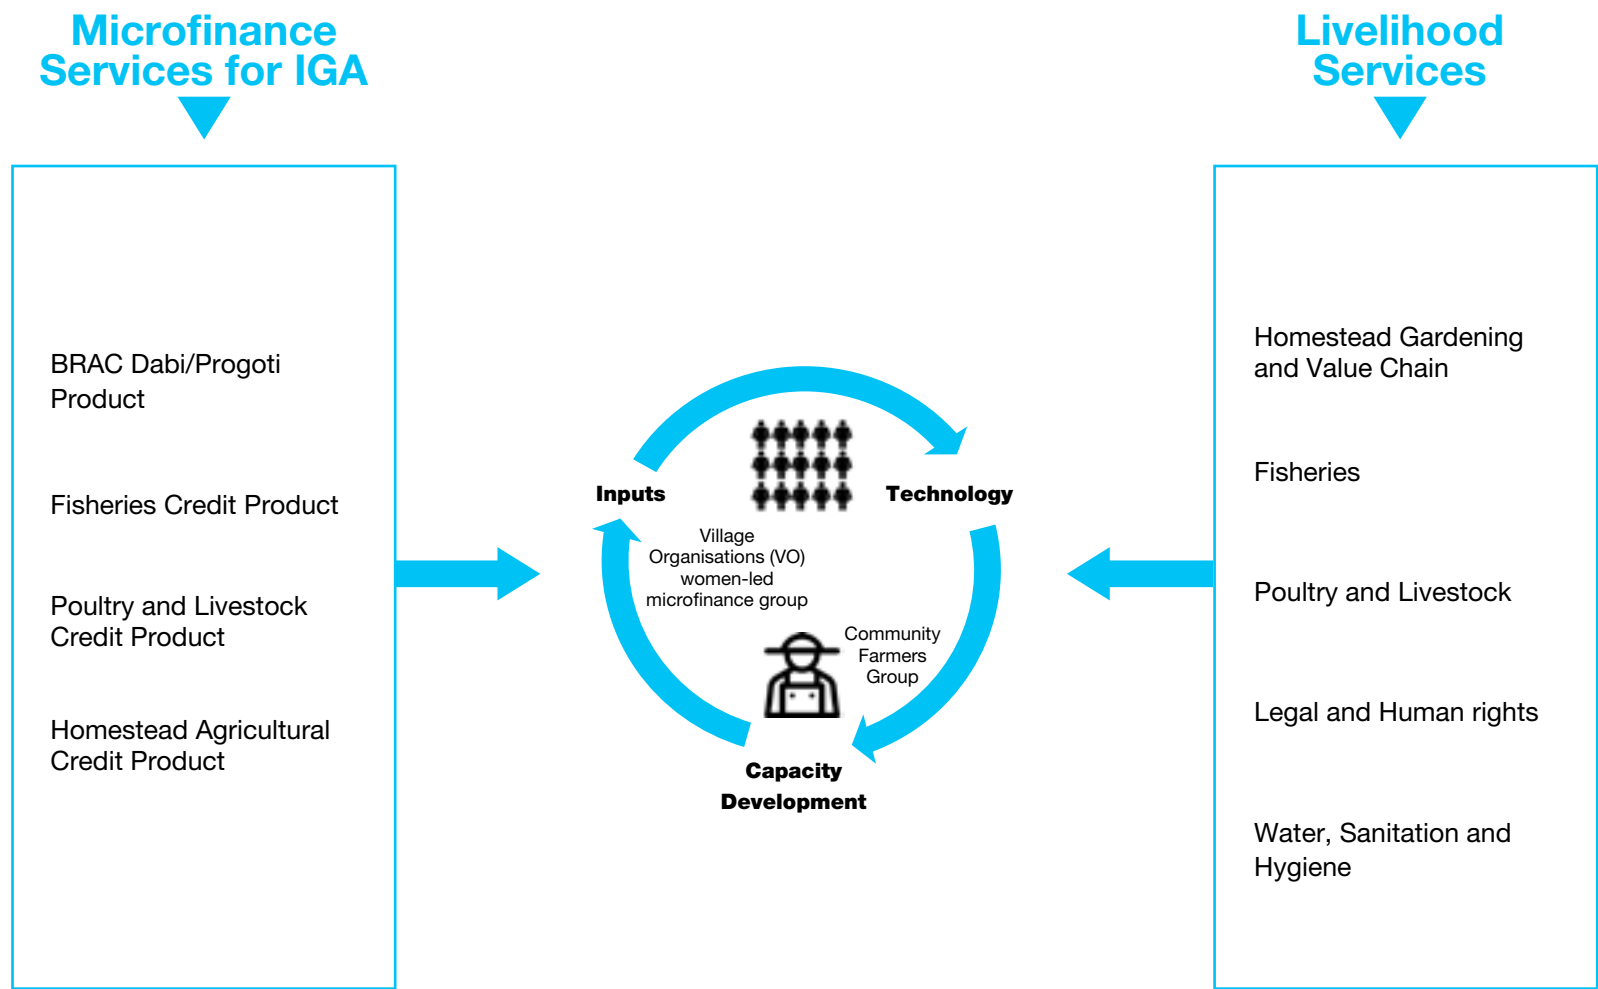 Microfinance
Services for IGA
BRAC Dabi/Progoti
Product
Fisheries Credit Product
Poultry and Livestock
Credit Product
Homestead Agricultural
Credit Product
Inputs
Technology
Village
Organisations (VO)
women-led
microfinance group
Community
Farmers
Group
Capacity
Development
Livelihood
Services
Homestead Gardening
and Value Chain
Fisheries
Poultry and Livestock
Legal and Human rights
Water, Sanitation and
Hygiene